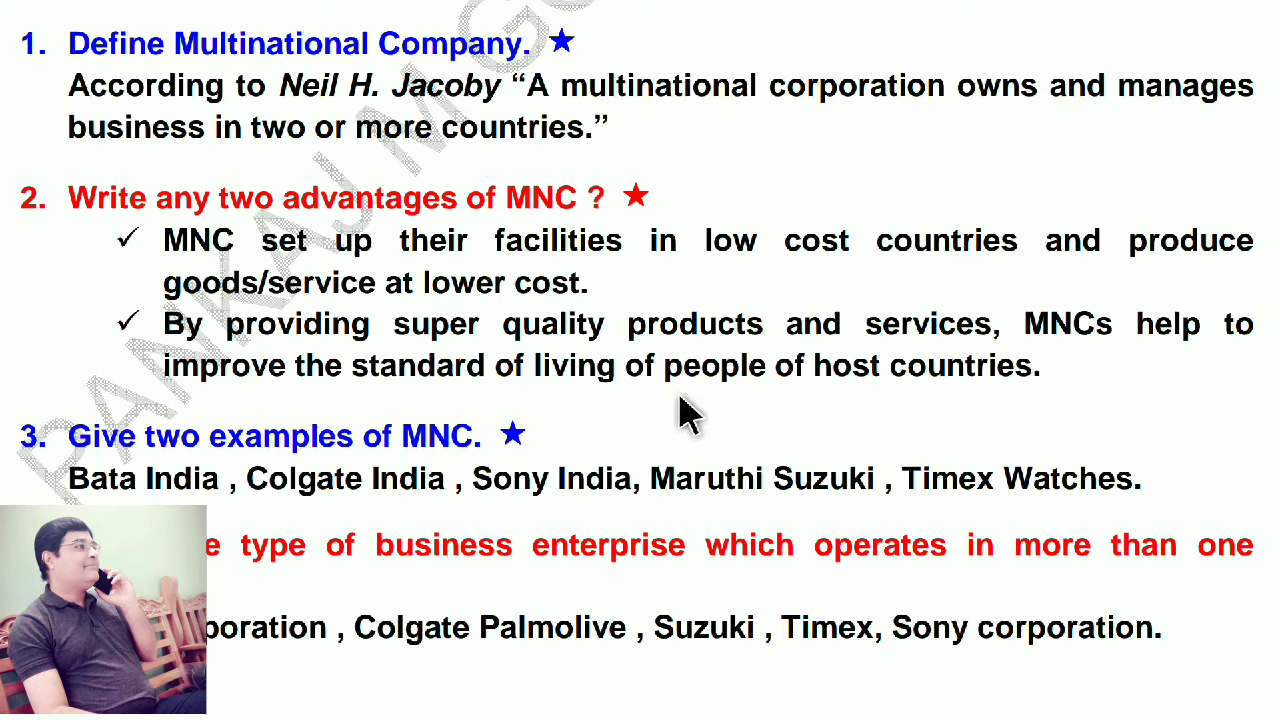 PANKAJ M G
1. Define Multinational Company. ★
According to Neil H. Jacoby “A multinational corporation owns and manages
business in two or more countries.”
2. Write any two advantages of MNC ? ★
✓ MNC set up their facilities in low cost countries and produce
goods/service at lower cost.
✓ By providing super quality products and services, MNCs help to
improve the standard of living of people of host countries.
3. Give two examples of MNC. ★
Bata India , Colgate India , Sony India, Maruthi Suzuki , Timex Watches.
type of business enterprise which operates in more than one
poration , Colgate Palmolive , Suzuki , Timex, Sony corporation.